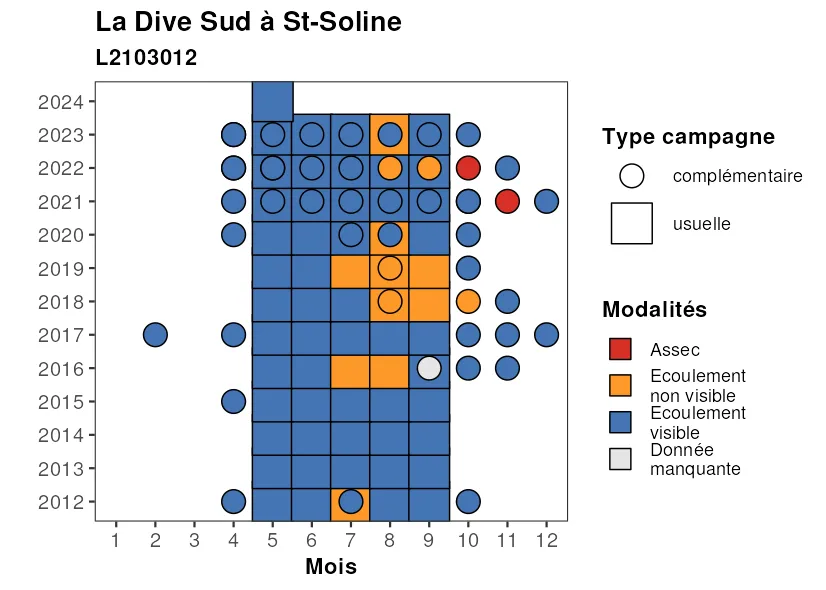 La Dive Sud à St-Soline
L2103012
2024
2023
2022
2021
2020
2019
2018
2017
2016
2015
2014
2013
2012
1 2 3 4 5 6 7 8 9 10 11 12
Mois
Type campagne
complémentaire
usuelle
Modalités
Assec
Ecoulement
non visible
Ecoulement
visible
Donnée
manquante